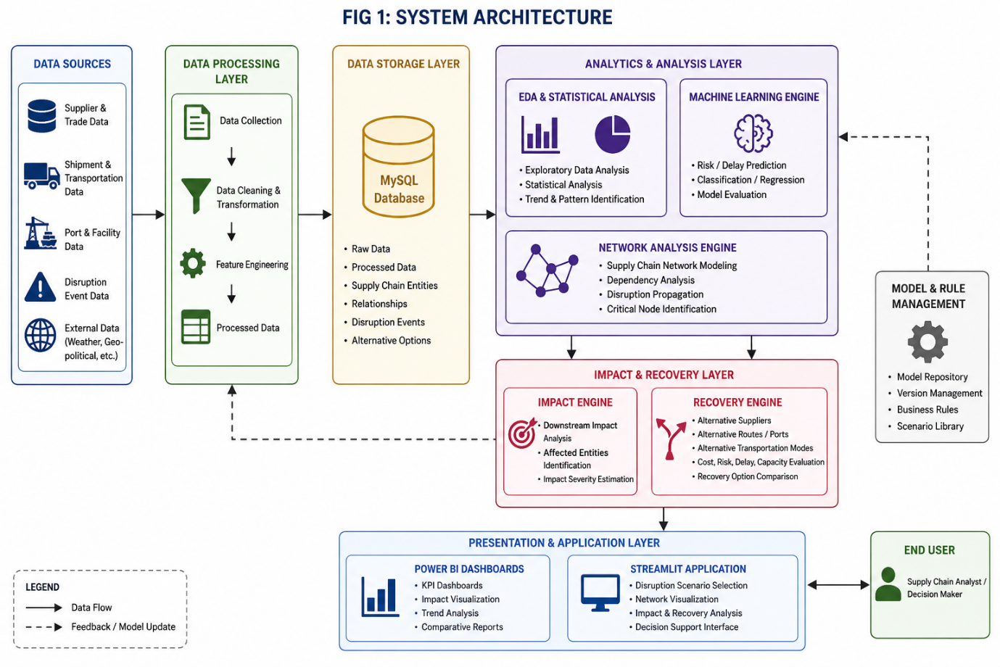 FIG 1: SYSTEM ARCHITECTURE
DATA SOURCES
Supplier &
Trade Data
Shipment &
Transportation
Data
Port & Facility
Data
Disruption
Event Data
External Data
(Weather, Geo-
political, etc.)
DATA PROCESSING
LAYER
Data Collection
Data Cleaning &
Transformation
Feature Engineering
Processed Data
DATA STORAGE LAYER
MySQL
Database
• Raw Data
• Processed Data
• Supply Chain Entities
• Relationships
• Disruption Events
• Alternative Options
ANALYTICS & ANALYSIS LAYER
EDA & STATISTICAL ANALYSIS
• Exploratory Data Analysis
• Statistical Analysis
• Trend & Pattern Identification
MACHINE LEARNING ENGINE
• Risk / Delay Prediction
• Classification / Regression
• Model Evaluation
NETWORK ANALYSIS ENGINE
• Supply Chain Network Modeling
• Dependency Analysis
• Disruption Propagation
• Critical Node Identification
MODEL & RULE
MANAGEMENT
• Model Repository
• Version Management
• Business Rules
• Scenario Library
IMPACT & RECOVERY LAYER
IMPACT ENGINE
• Downstream Impact
Analysis
• Affected Entities
Identification
• Impact Severity Estimation
RECOVERY ENGINE
• Alternative Suppliers
• Alternative Routes / Ports
• Alternative Transportation Modes
• Cost, Risk, Delay, Capacity Evaluation
• Recovery Option Comparison
PRESENTATION & APPLICATION LAYER
POWER BI DASHBOARDS
• KPI Dashboards
• Impact Visualization
• Trend Analysis
• Comparative Reports
STREAMLIT APPLICATION
• Disruption Scenario Selection
• Network Visualization
• Impact & Recovery Analysis
• Decision Support Interface
END USER
Supply Chain Analyst /
Decision Maker
LEGEND
Data Flow
Feedback / Model Update